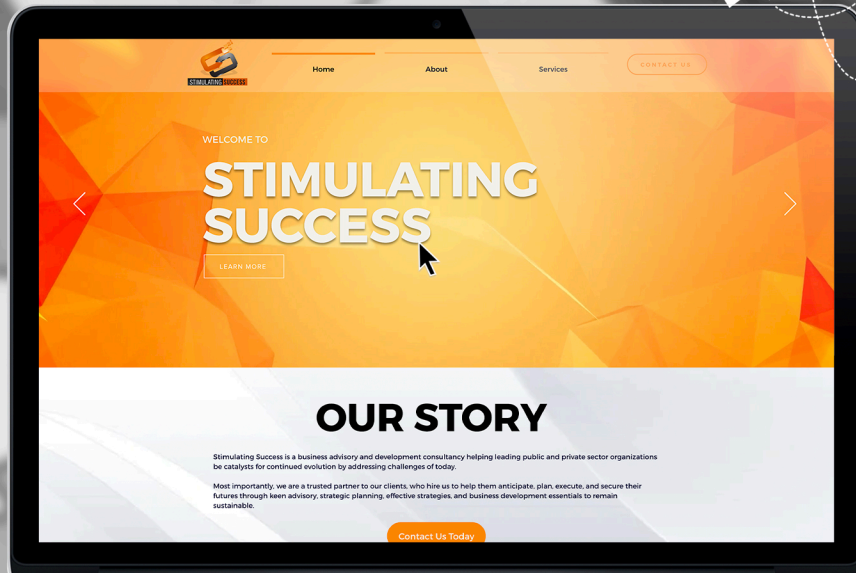 STIMULATING SUCCESS
Home
About
Services
CONTACT US
WELCOME TO
STIMULATING
SUCCESS
LEARN MORE
OUR STORY
Stimulating Success is a business advisory and development consultancy helping leading public and private sector organizations
be catalysts for continued evolution by addressing challenges of today.
Most importantly, we are a trusted partner to our clients, who hire us to help them anticipate, plan, execute, and secure their
futures through keen advisory, strategic planning, effective strategies, and business development essentials to remain
sustainable.
Contact Us Today